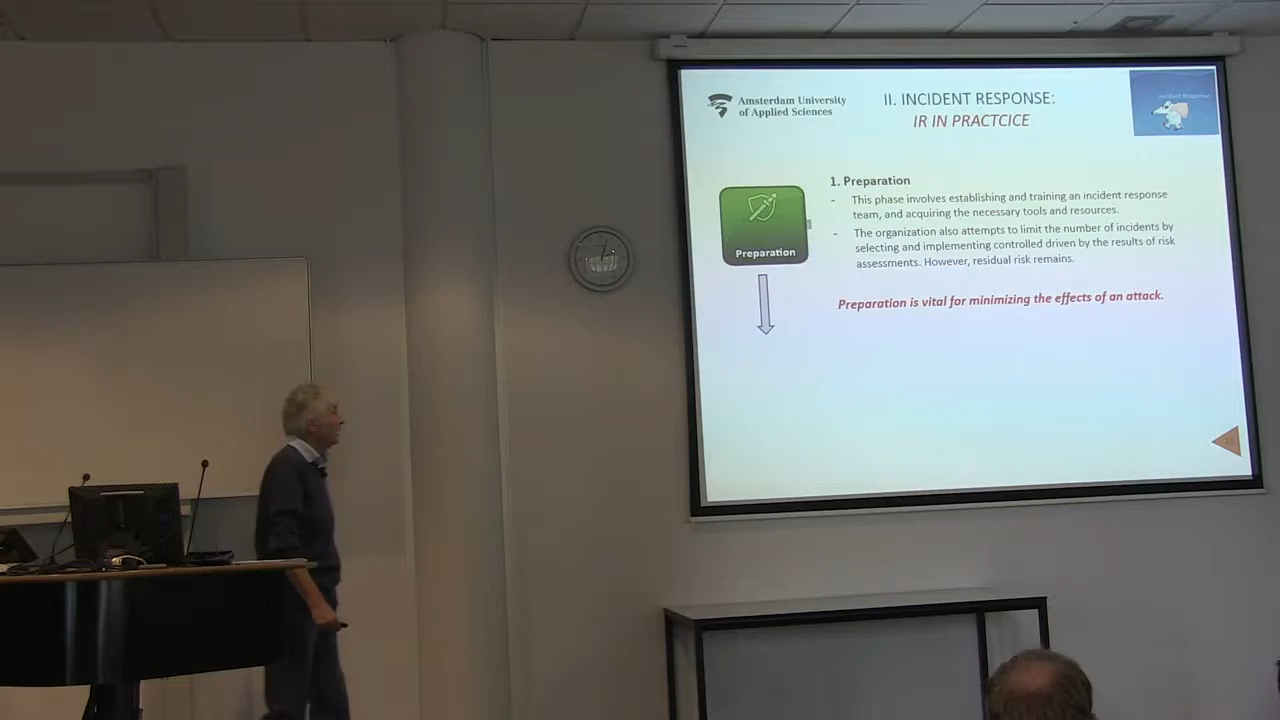 Amsterdam University
of Applied Sciences
II. INCIDENT RESPONSE:
IR IN PRACTCICE
Incident Response
Preparation
1. Preparation
- This phase involves establishing and training an incident response
team, and acquiring the necessary tools and resources.
- The organization also attempts to limit the number of incidents by
selecting and implementing controlled driven by the results of risk
assessments. However, residual risk remains.
Preparation is vital for minimizing the effects of an attack.